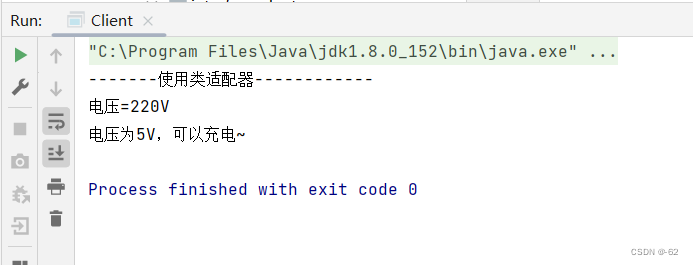 Run:
Client
"C:\Program Files\Java\jdk1.8.0_152\bin\java.exe" ...
-------使用类适配器------------
电压=220V
电压为5V，可以充电~
Process finished with exit code 0
CSDN @-62